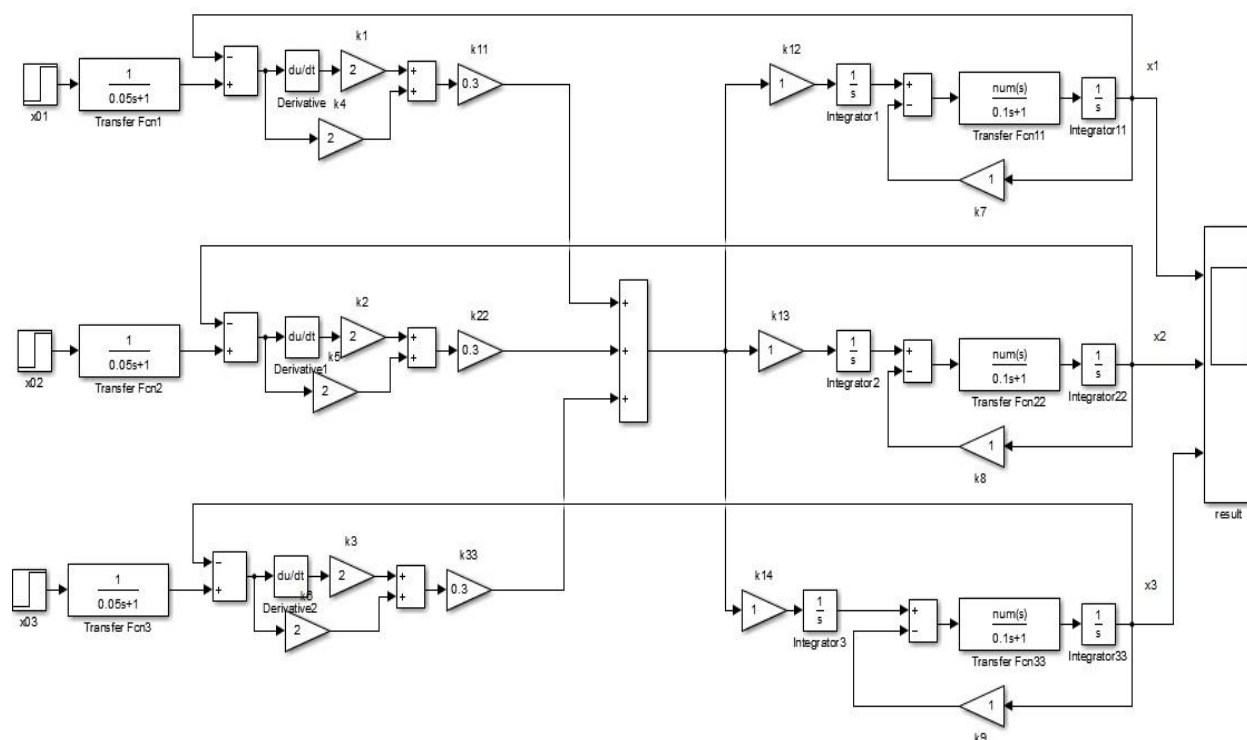 k1
k11
k12
x1
1
0.05s+1
x01
Transfer Fcn1
−
+
du/dt
Derivative
2
k4
2
+
+
0.3
1
1
s
Integrator1
+
−
num(s)
0.1s+1
Transfer Fcn11
1
s
Integrator11
1
k7
k2
k22
k13
x2
1
0.05s+1
x02
Transfer Fcn2
−
+
du/dt
Derivative1
2
k5
2
+
+
0.3
+
+
+
1
1
s
Integrator2
+
−
num(s)
0.1s+1
Transfer Fcn22
1
s
Integrator22
1
k8
result
k3
k33
k14
x3
1
0.05s+1
x03
Transfer Fcn3
−
+
du/dt
Derivative2
2
k6
2
+
+
0.3
1
1
s
Integrator3
+
−
num(s)
0.1s+1
Transfer Fcn33
1
s
Integrator33
1
k9